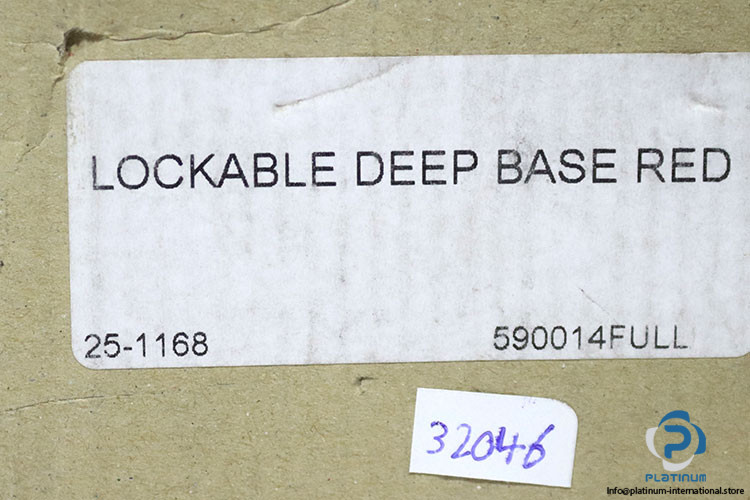 LOCKABLE DEEP BASE RED
25-1168 590014FULL
32046
PLATINUM
Info@platinum-international.store